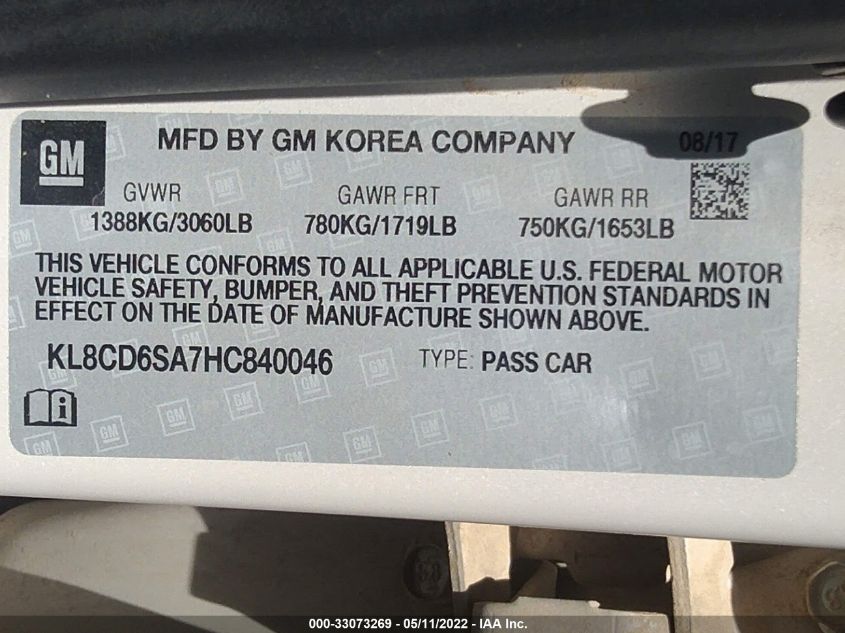 GM
MFD BY GM KOREA COMPANY 08/17
GVWR GAWR FRT GAWR RR
1388KG/3060LB 780KG/1719LB 750KG/1653LB
THIS VEHICLE CONFORMS TO ALL APPLICABLE U.S. FEDERAL MOTOR
VEHICLE SAFETY, BUMPER, AND THEFT PREVENTION STANDARDS IN
EFFECT ON THE DATE OF MANUFACTURE SHOWN ABOVE.
KL8CD6SA7HC840046 TYPE: PASS CAR
000-33073269 - 05/11/2022 - IAA Inc.